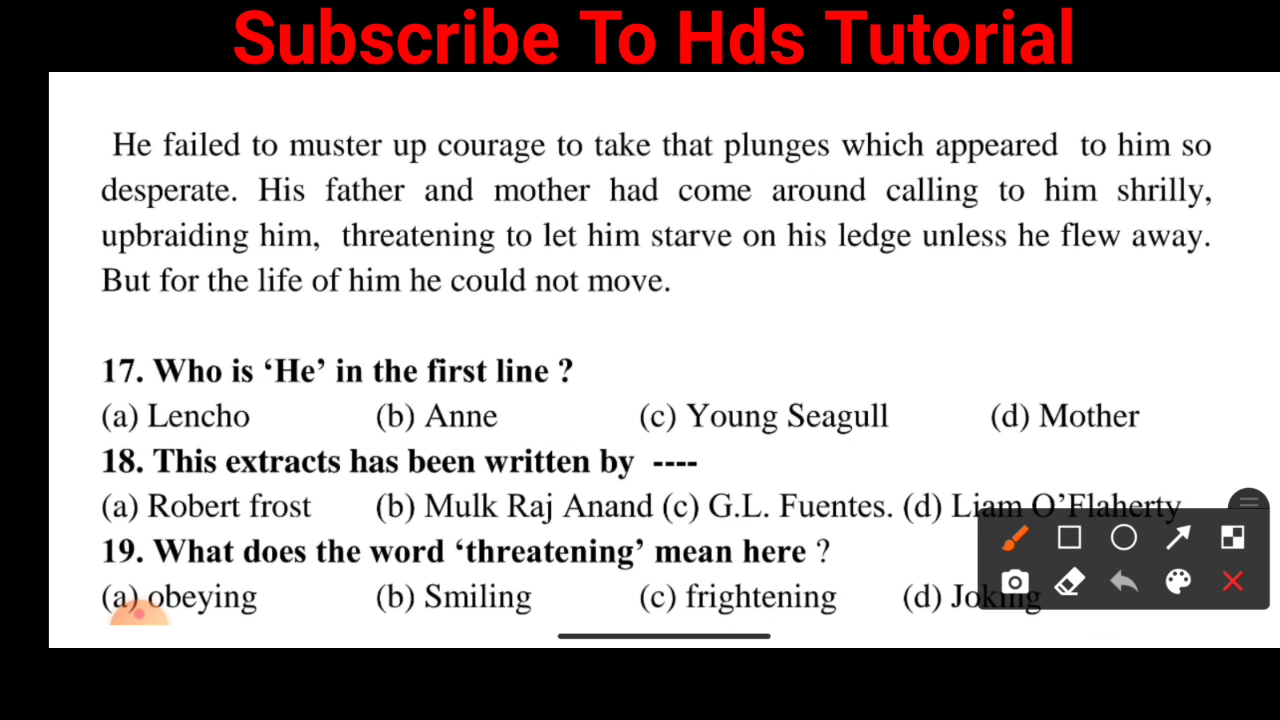 Subscribe To Hds Tutorial
He failed to muster up courage to take that plunges which appeared to him so
desperate. His father and mother had come around calling to him shrilly,
upbraiding him, threatening to let him starve on his ledge unless he flew away.
But for the life of him he could not move.
17. Who is ‘He’ in the first line ?
(a) Lencho (b) Anne (c) Young Seagull (d) Mother
18. This extracts has been written by ----
(a) Robert frost (b) Mulk Raj Anand (c) G.L. Fuentes. (d) Liam O’Flaherty
19. What does the word ‘threatening’ mean here ?
(a) obeying (b) Smiling (c) frightening (d) Joking